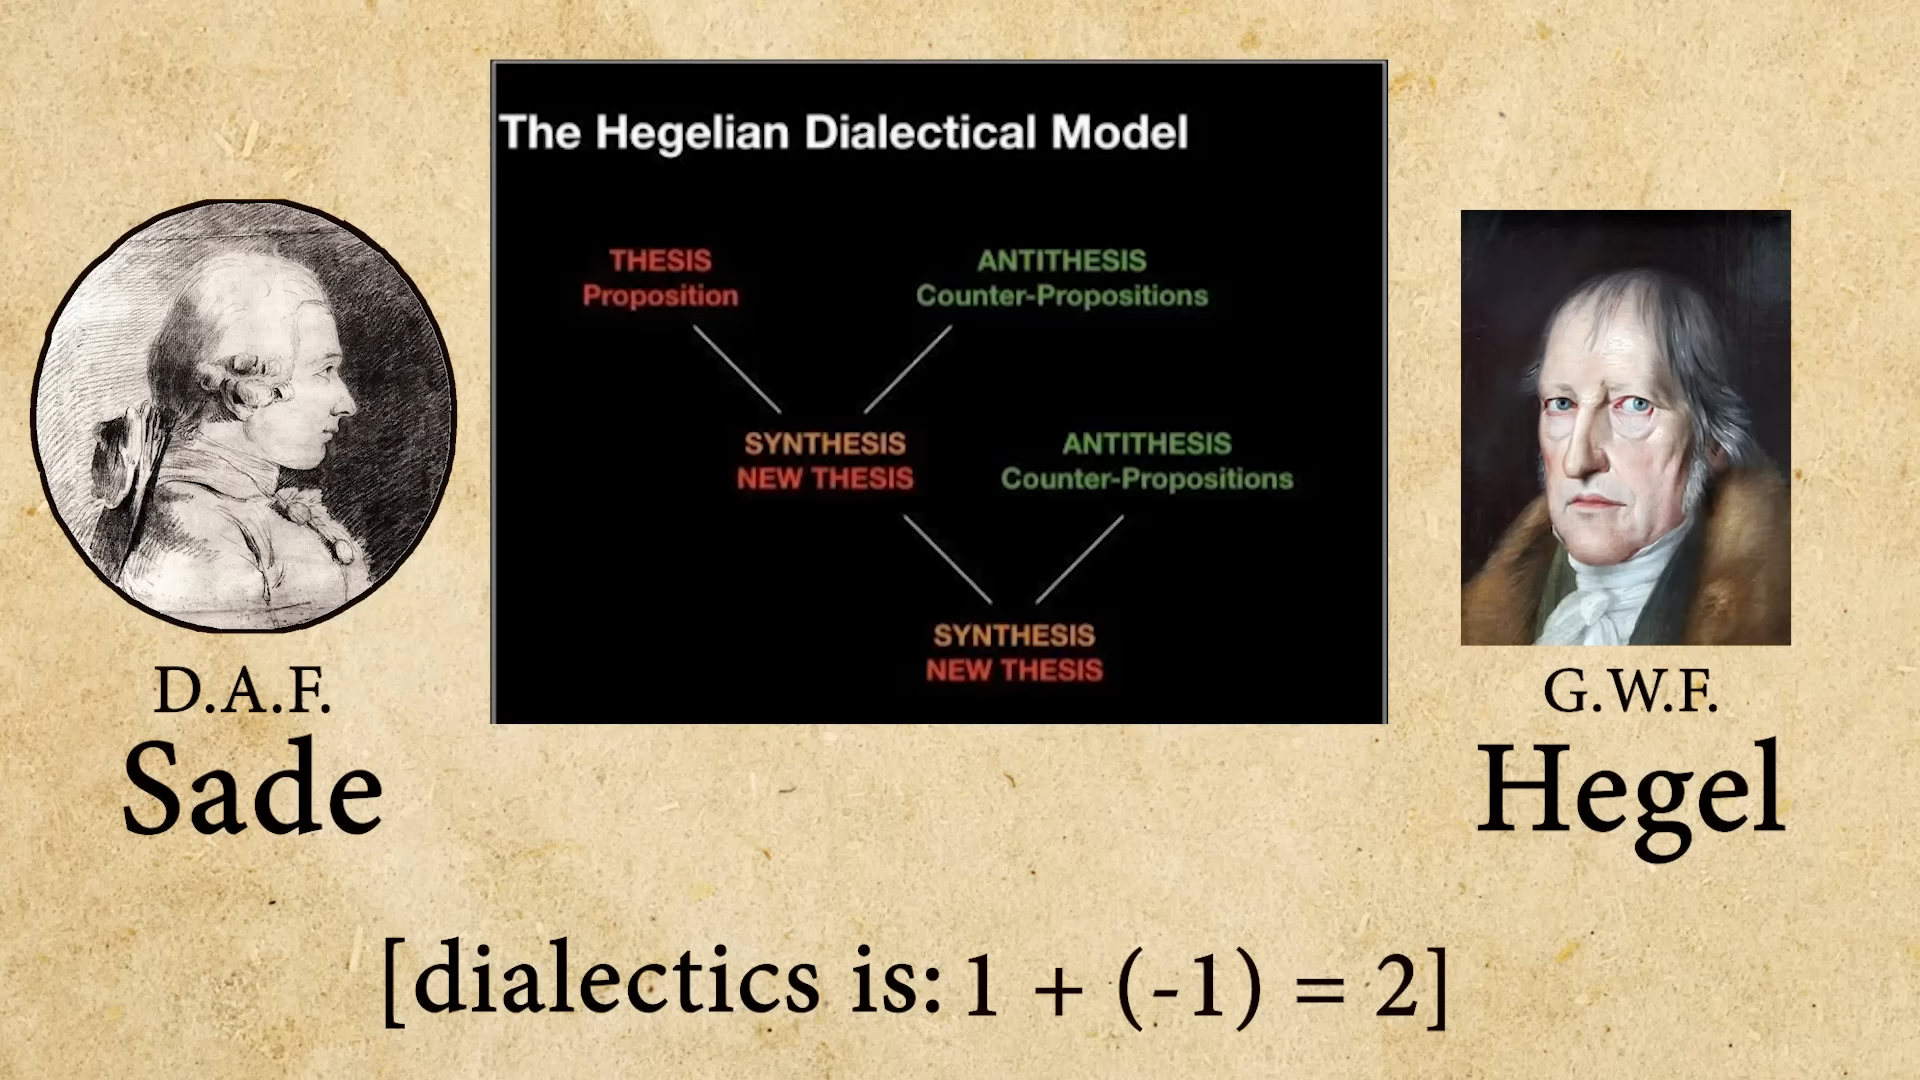 The Hegelian Dialectical Model
THESIS
Proposition
ANTITHESIS
Counter-Propositions
SYNTHESIS
NEW THESIS
ANTITHESIS
Counter-Propositions
SYNTHESIS
NEW THESIS
D.A.F.
Sade
G.W.F.
Hegel
[dialectics is: 1 + (-1) = 2]